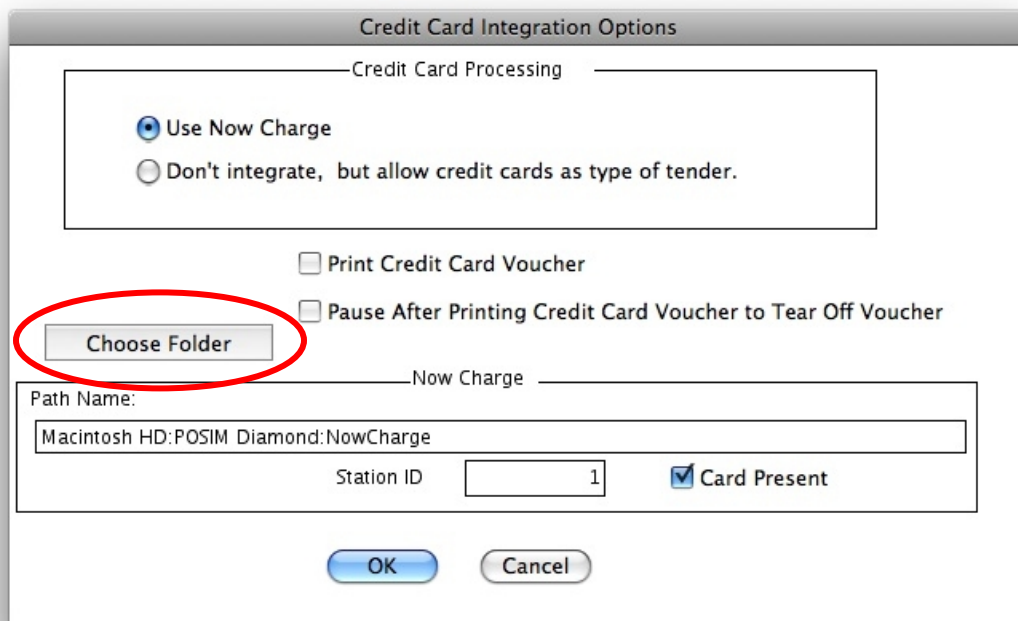 Credit Card Integration Options
Credit Card Processing
Use Now Charge
Don't integrate,  but allow credit cards as type of tender.
Print Credit Card Voucher
Pause After Printing Credit Card Voucher to Tear Off Voucher
Choose Folder
Now Charge
Path Name:
Macintosh HD:POSIM Diamond:NowCharge
Station ID 1 Card Present
OK Cancel